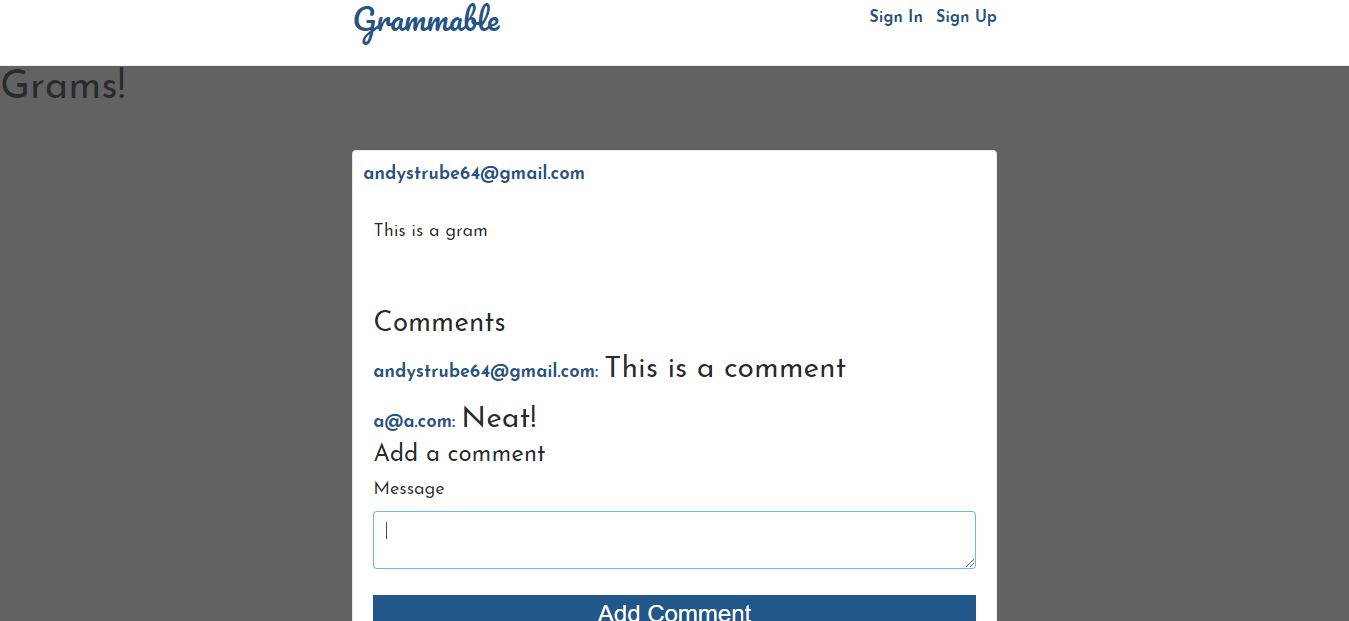 Grammable
Sign In Sign Up
Grams!
andystrube64@gmail.com
This is a gram
Comments
andystrube64@gmail.com: This is a comment
a@a.com: Neat!
Add a comment
Message
Add Comment